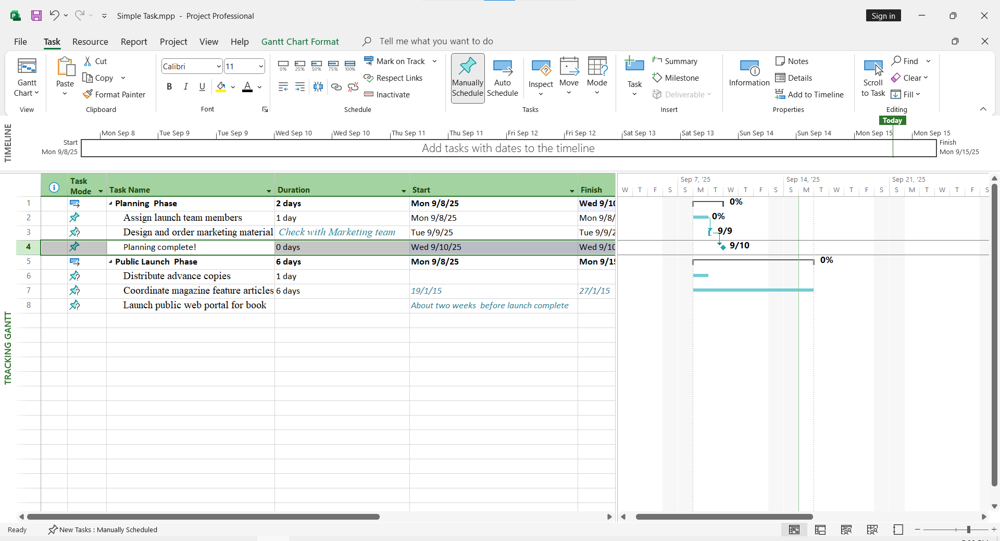 Simple Task.mpp - Project Professional
Sign in
File Task Resource Report Project View Help Gantt Chart Format Tell me what you want to do
Gantt Chart
View
Paste
Cut
Copy
Format Painter
Clipboard
Calibri 11
B I U A
Font
0% 25% 50% 75% 100%
Mark on Track
Respect Links
Inactivate
Schedule
Manually Schedule
Auto Schedule
Inspect
Move
Mode
Tasks
Task
Summary
Milestone
Deliverable
Insert
Information
Notes
Details
Add to Timeline
Properties
Scroll to Task
Find
Clear
Fill
Editing
TIMELINE
Today
Mon Sep 8 Tue Sep 9 Tue Sep 9 Wed Sep 10 Wed Sep 10 Thu Sep 11 Thu Sep 11 Fri Sep 12 Fri Sep 12 Sat Sep 13 Sat Sep 13 Sun Sep 14 Sun Sep 14 Mon Sep 15 Mon Sep 15
Start
Mon 9/8/25
Add tasks with dates to the timeline
Finish
Mon 9/15/25
TRACKING GANTT
Task Mode Task Name Duration Start Finish
1 Planning Phase 2 days Mon 9/8/25 Wed 9/10
2 Assign launch team members 1 day Mon 9/8/25 Mon 9/8/
3 Design and order marketing material Check with Marketing team Tue 9/9/25 Tue 9/9/2
4 Planning complete! 0 days Wed 9/10/25 Wed 9/10
5 Public Launch Phase 6 days Mon 9/8/25 Mon 9/15
6 Distribute advance copies 1 day
7 Coordinate magazine feature articles 6 days 19/1/15 27/1/15
8 Launch public web portal for book About two weeks before launch complete
Sep 7, '25 Sep 14, '25 Sep 21, '25
W T F S S M T W T F S S M T W T F S S M T W T F S
0%
0%
9/9
9/10
0%
Ready
New Tasks : Manually Scheduled